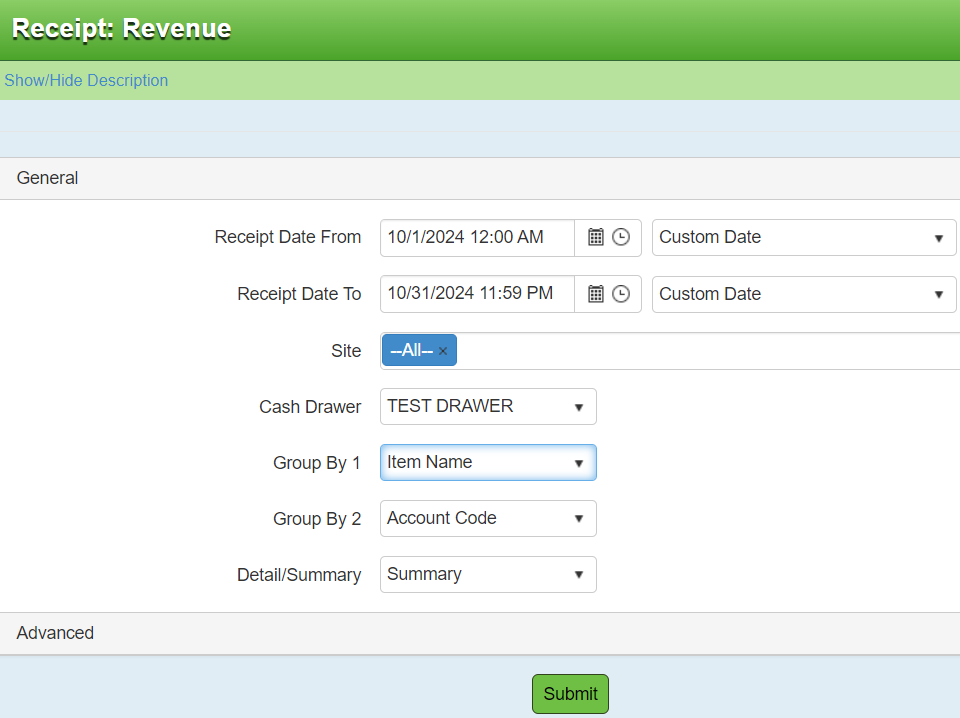 Receipt: Revenue
Show/Hide Description
General
Receipt Date From 10/1/2024 12:00 AM Custom Date
Receipt Date To 10/31/2024 11:59 PM Custom Date
Site --All-- ×
Cash Drawer TEST DRAWER
Group By 1 Item Name
Group By 2 Account Code
Detail/Summary Summary
Advanced
Submit